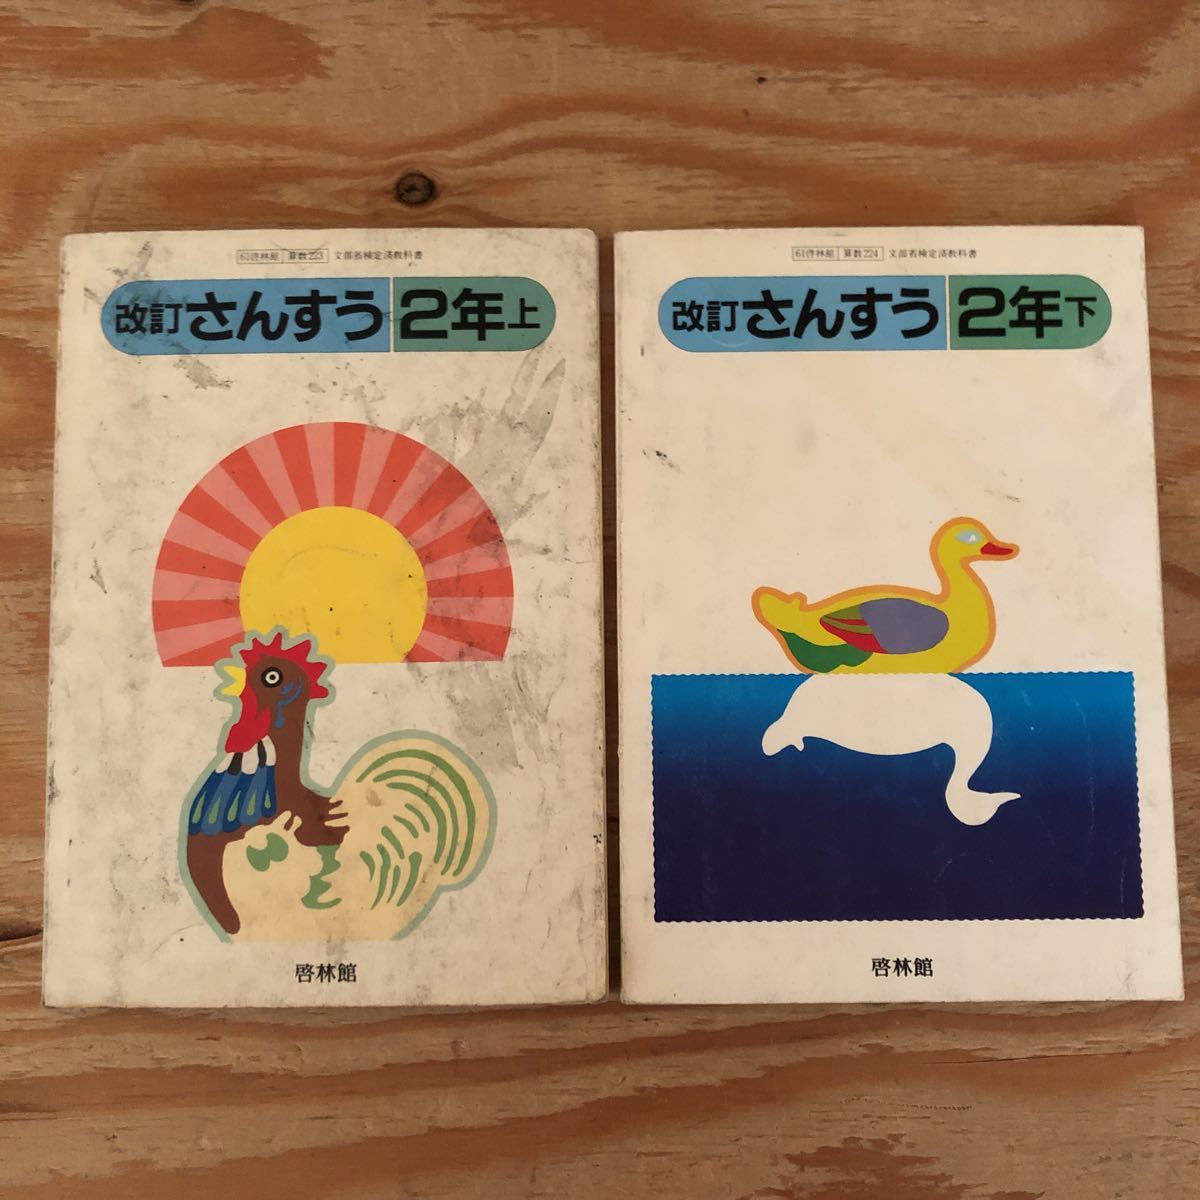 61啓林館 算数223 文部省検定済教科書
改訂 さんすう 2年上
啓林館
61啓林館 算数224 文部省検定済教科書
改訂 さんすう 2年下
啓林館